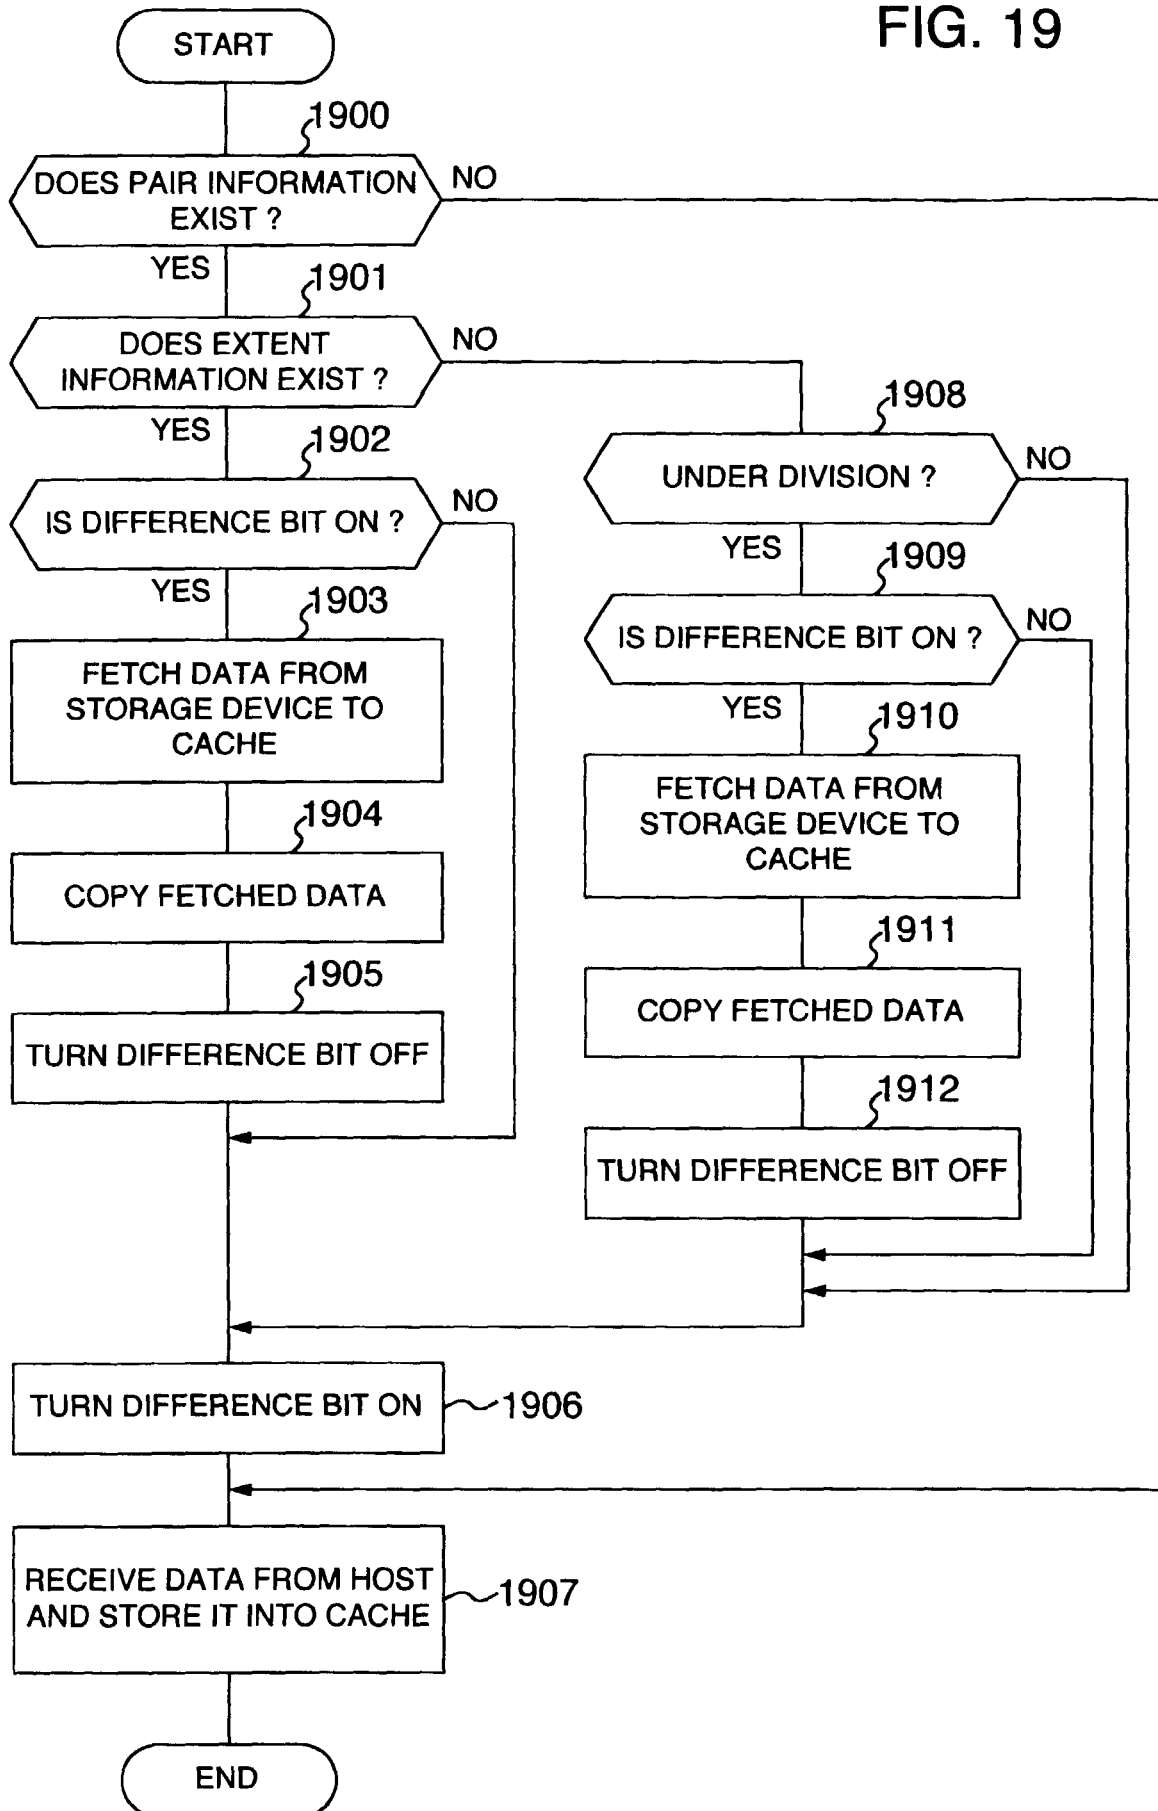 FIG. 19
START
1900
DOES PAIR INFORMATION
EXIST ?
NO
YES
1901
DOES EXTENT
INFORMATION EXIST ?
NO
YES
1902
IS DIFFERENCE BIT ON ?
NO
YES
1903
FETCH DATA FROM
STORAGE DEVICE TO
CACHE
1904
COPY FETCHED DATA
1905
TURN DIFFERENCE BIT OFF
1908
UNDER DIVISION ?
NO
YES
1909
IS DIFFERENCE BIT ON ?
NO
YES
1910
FETCH DATA FROM
STORAGE DEVICE TO
CACHE
1911
COPY FETCHED DATA
1912
TURN DIFFERENCE BIT OFF
TURN DIFFERENCE BIT ON
1906
RECEIVE DATA FROM HOST
AND STORE IT INTO CACHE
1907
END